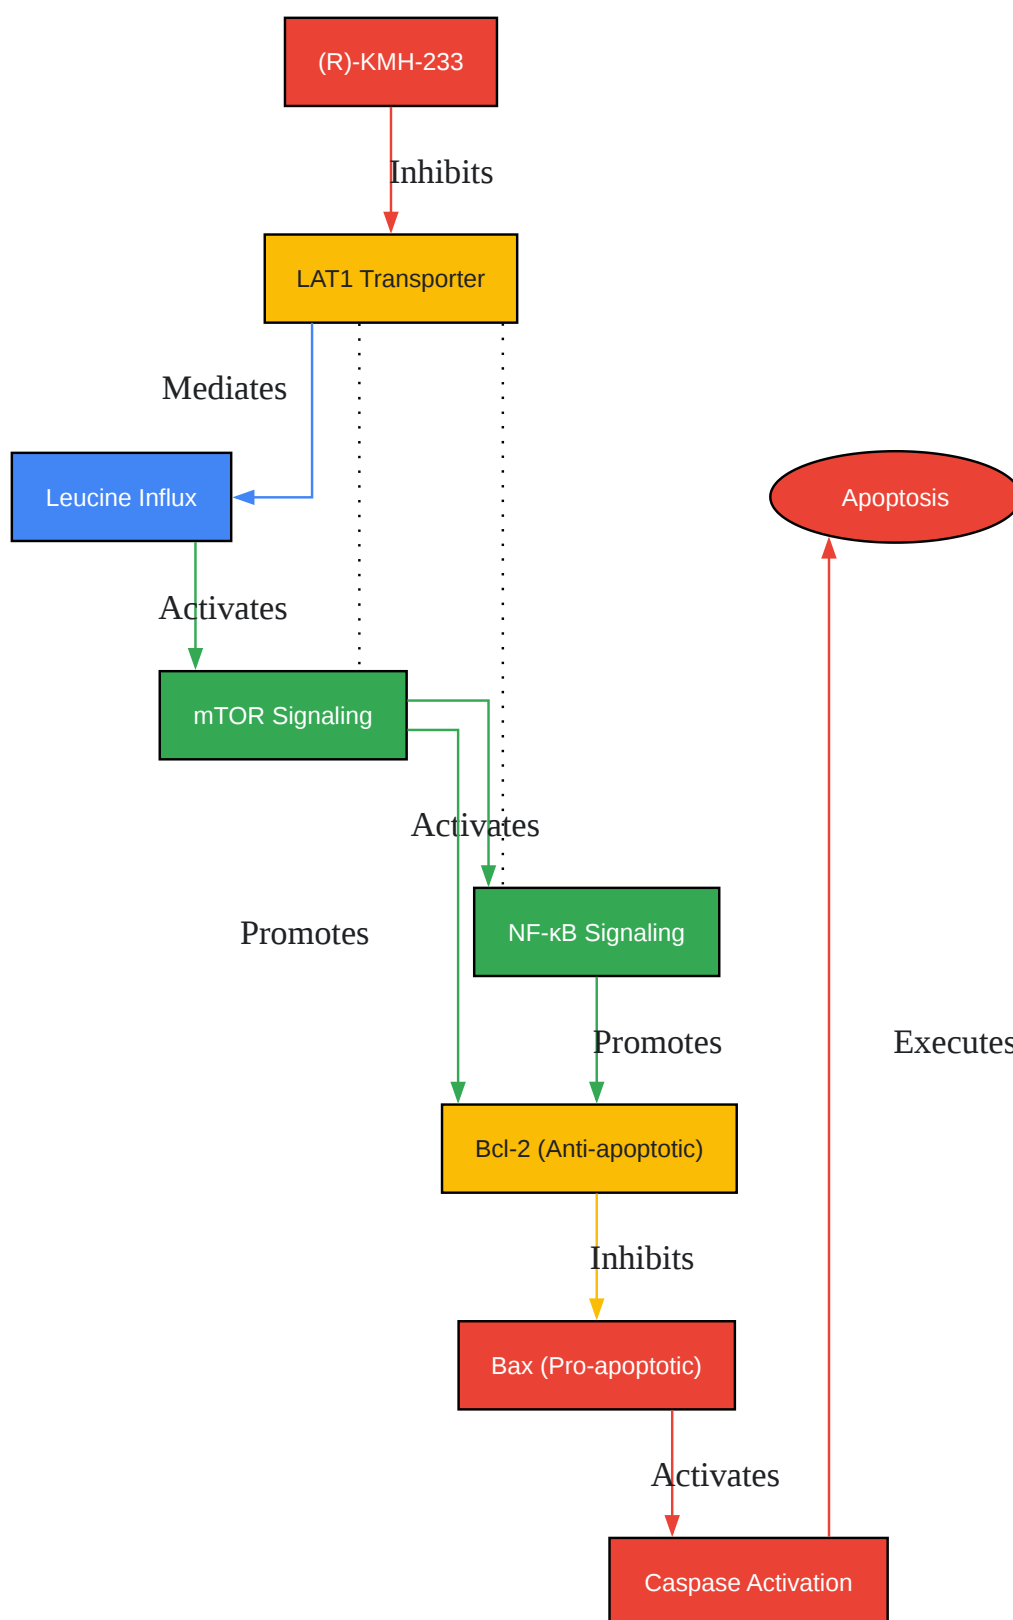 (R)-KMH-233
Inhibits
LAT1 Transporter
Mediates
Leucine Influx
Apoptosis
Activates
mTOR Signaling
Activates
NF-κB Signaling
Promotes
Promotes
Executes
Bcl-2 (Anti-apoptotic)
Inhibits
Bax (Pro-apoptotic)
Activates
Caspase Activation